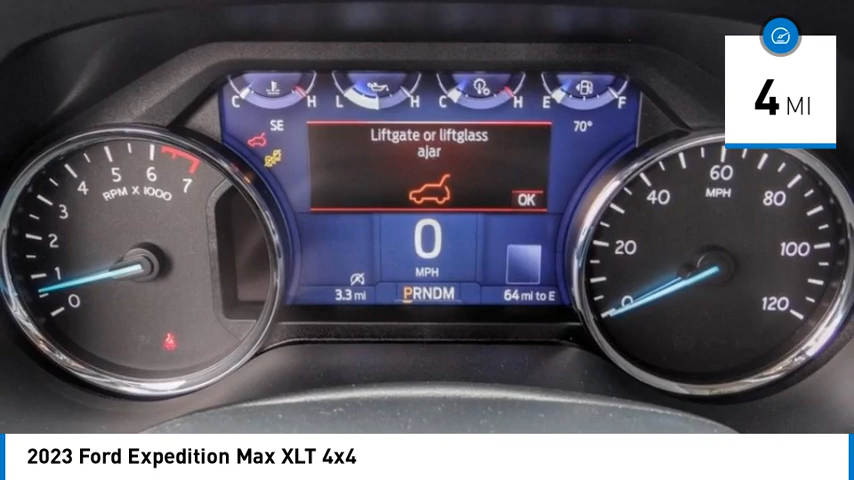 4 MI
C H L H C H E F
SE
70°
Liftgate or liftglass
ajar
OK
0
MPH
3.3 mi
PRNDM
64 mi to E
0 1 2 3 4 5 6 7
RPM X 1000
0 20 40 60 80 100 120
MPH
2023 Ford Expedition Max XLT 4x4